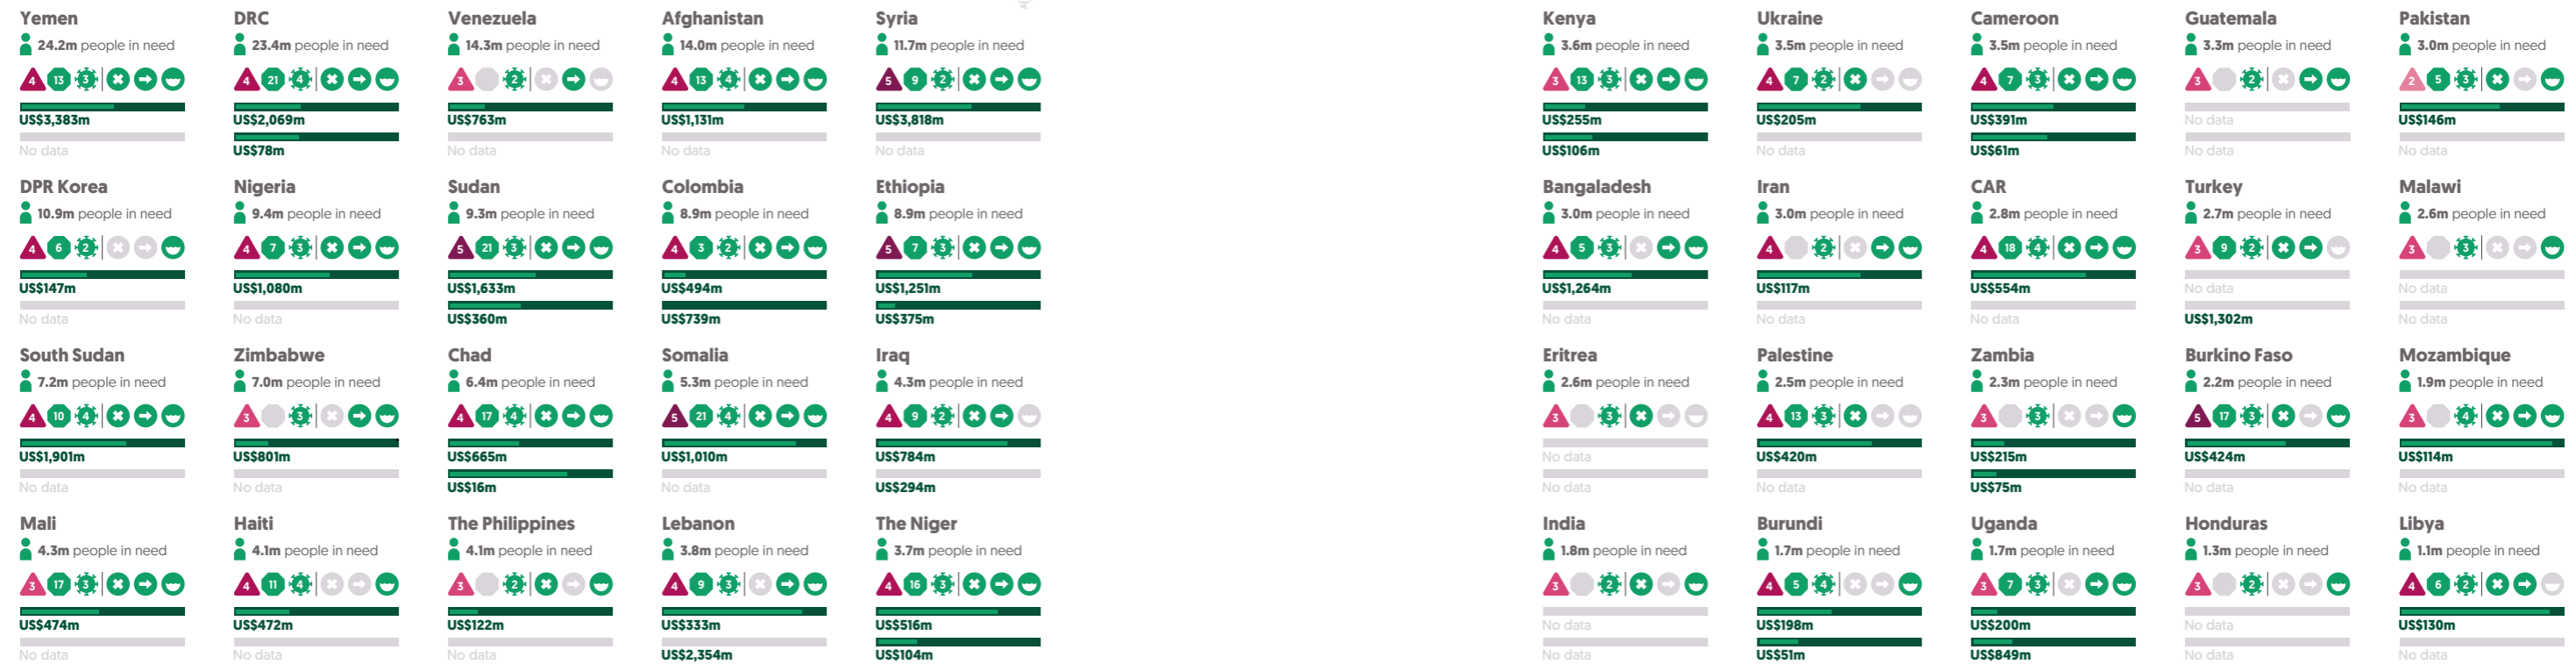 Yemen
24.2m people in need
4 13 3
US$3,383m
No data
DRC
23.4m people in need
4 21 4
US$2,069m
US$78m
Venezuela
14.3m people in need
3 2
US$763m
No data
Afghanistan
14.0m people in need
4 13 4
US$1,131m
No data
Syria
11.7m people in need
5 9 2
US$3,818m
No data
Kenya
3.6m people in need
3 13 3
US$255m
US$106m
Ukraine
3.5m people in need
4 7 2
US$205m
No data
Cameroon
3.5m people in need
4 7 3
US$391m
US$61m
Guatemala
3.3m people in need
3 2
No data
No data
Pakistan
3.0m people in need
2 5 3
US$146m
No data
DPR Korea
10.9m people in need
4 6 2
US$147m
No data
Nigeria
9.4m people in need
4 7 3
US$1,080m
No data
Sudan
9.3m people in need
5 21 3
US$1,633m
US$360m
Colombia
8.9m people in need
4 3 2
US$494m
US$739m
Ethiopia
8.9m people in need
5 7 3
US$1,251m
US$375m
Bangaladesh
3.0m people in need
4 5 3
US$1,264m
No data
Iran
3.0m people in need
4 2
US$117m
No data
CAR
2.8m people in need
4 18 4
US$554m
No data
Turkey
2.7m people in need
3 9 2
No data
US$1,302m
Malawi
2.6m people in need
3 3
No data
No data
South Sudan
7.2m people in need
4 10 4
US$1,901m
No data
Zimbabwe
7.0m people in need
3 3
US$801m
No data
Chad
6.4m people in need
4 17 4
US$665m
US$16m
Somalia
5.3m people in need
5 21 4
US$1,010m
No data
Iraq
4.3m people in need
4 9 2
US$784m
US$294m
Eritrea
2.6m people in need
3 3
No data
No data
Palestine
2.5m people in need
4 13 3
US$420m
No data
Zambia
2.3m people in need
3 3
US$215m
US$75m
Burkino Faso
2.2m people in need
5 17 3
US$424m
No data
Mozambique
1.9m people in need
3 4
US$114m
No data
Mali
4.3m people in need
3 17 3
US$474m
No data
Haiti
4.1m people in need
4 11 4
US$472m
No data
The Philippines
4.1m people in need
3 2
US$122m
No data
Lebanon
3.8m people in need
4 9 3
US$333m
US$2,354m
The Niger
3.7m people in need
4 16 3
US$516m
US$104m
India
1.8m people in need
3 2
No data
No data
Burundi
1.7m people in need
4 5 4
US$198m
US$51m
Uganda
1.7m people in need
3 7 3
US$200m
US$849m
Honduras
1.3m people in need
3 2
No data
No data
Libya
1.1m people in need
4 6 3
US$130m
No data